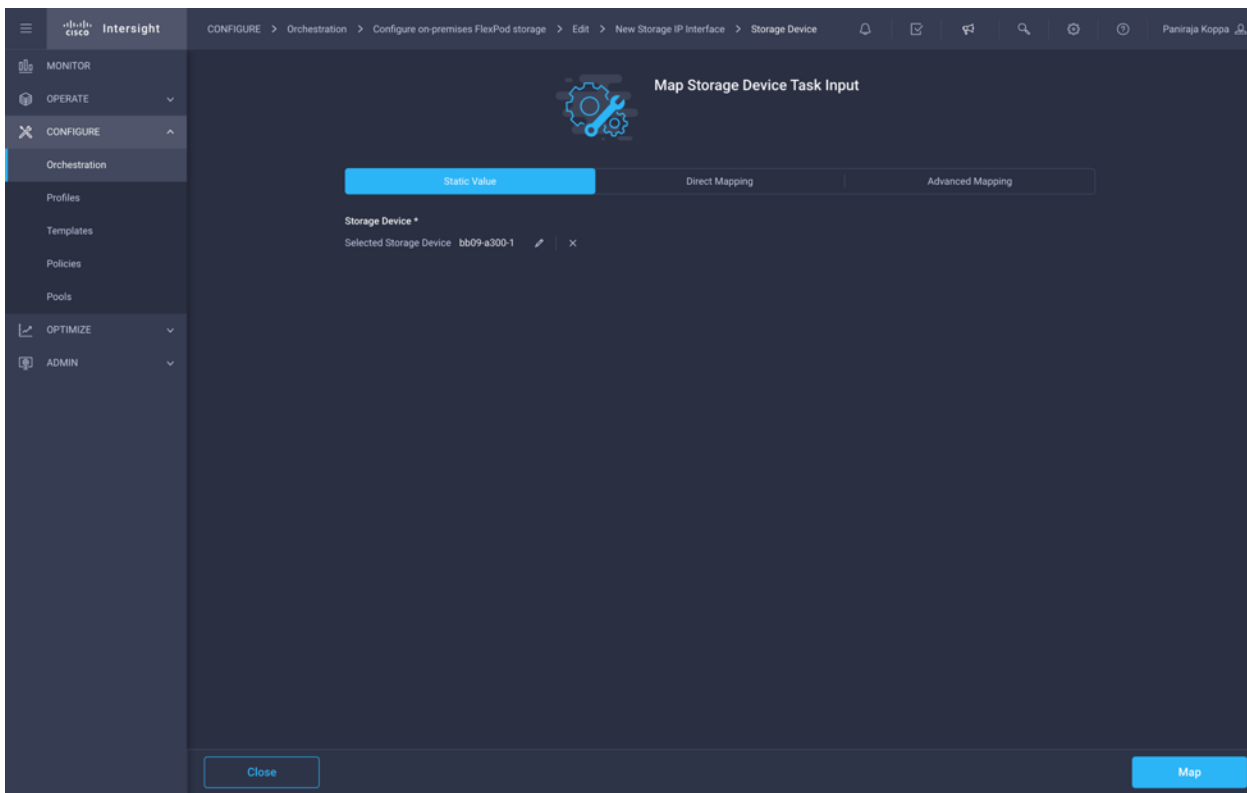 cisco Intersight
CONFIGURE > Orchestration > Configure on-premises FlexPod storage > Edit > New Storage IP Interface > Storage Device
Paniraja Koppa
MONITOR
OPERATE
CONFIGURE
Orchestration
Profiles
Templates
Policies
Pools
OPTIMIZE
ADMIN
Map Storage Device Task Input
Static Value
Direct Mapping
Advanced Mapping
Storage Device *
Selected Storage Device bb09-a300-1
Close
Map